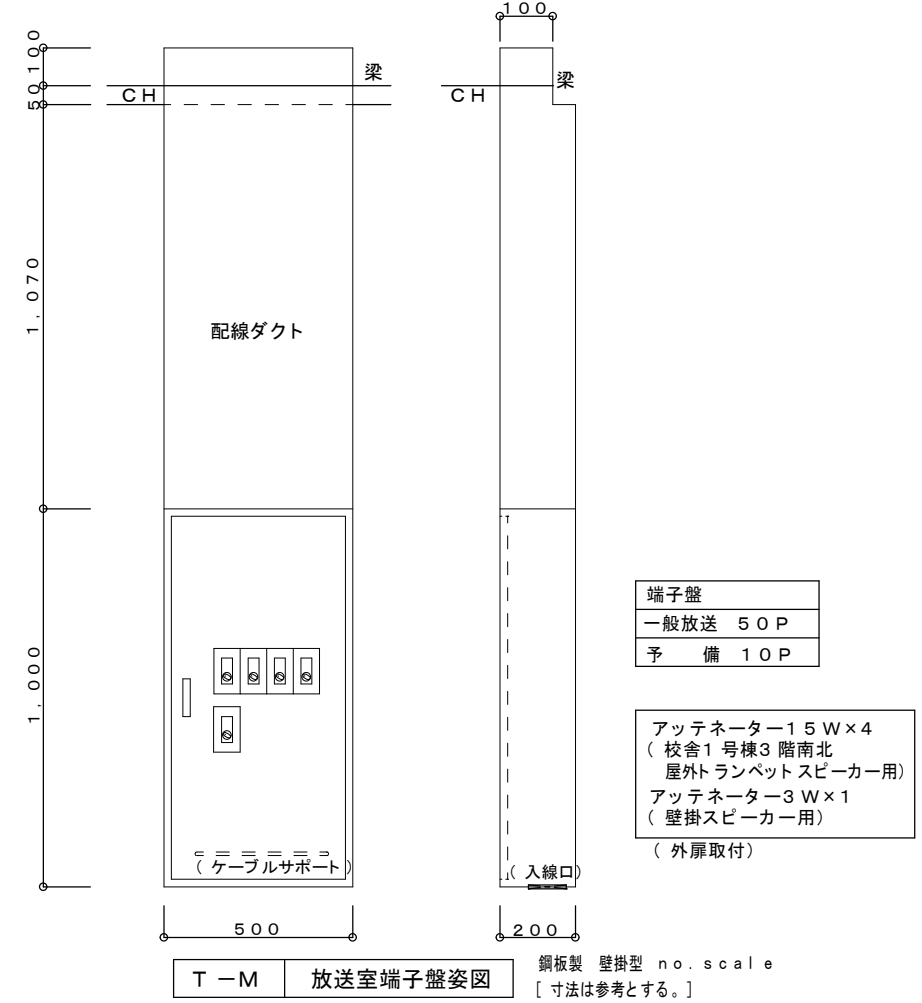 100
50100
梁
梁
CH
CH
1,070
配線ダクト
端子盤
一般放送 50P
予 備 10P
1,000
アッテネーター15W×4
(校舎1号棟3階南北
屋外トランペットスピーカー用)
アッテネーター3W×1
(壁掛スピーカー用)
(外扉取付)
(ケーブルサポート)
(入線口)
500
200
T-M 放送室端子盤姿図
鋼板製 壁掛型 no.scale
[寸法は参考とする。]